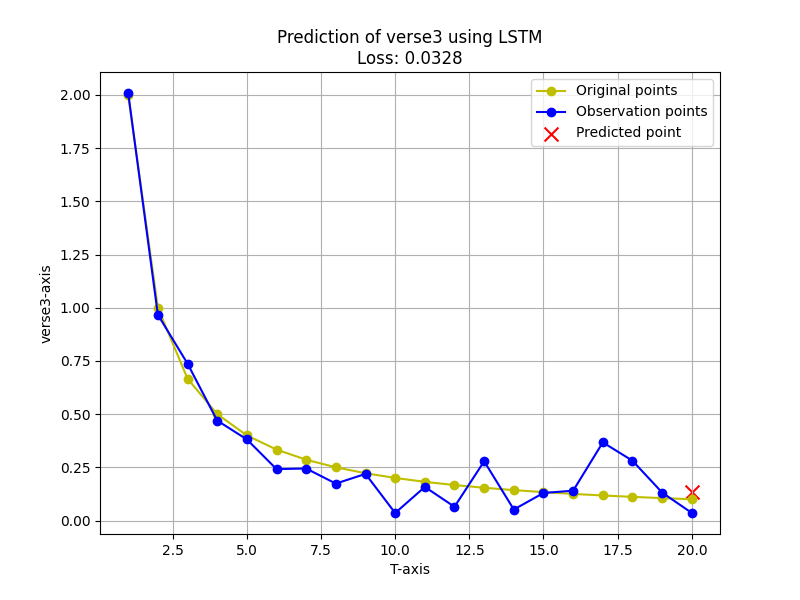 Prediction of verse3 using LSTM
Loss: 0.0328
Original points
Observation points
Predicted point
verse3-axis
2.00
1.75
1.50
1.25
1.00
0.75
0.50
0.25
0.00
2.5 5.0 7.5 10.0 12.5 15.0 17.5 20.0
T-axis